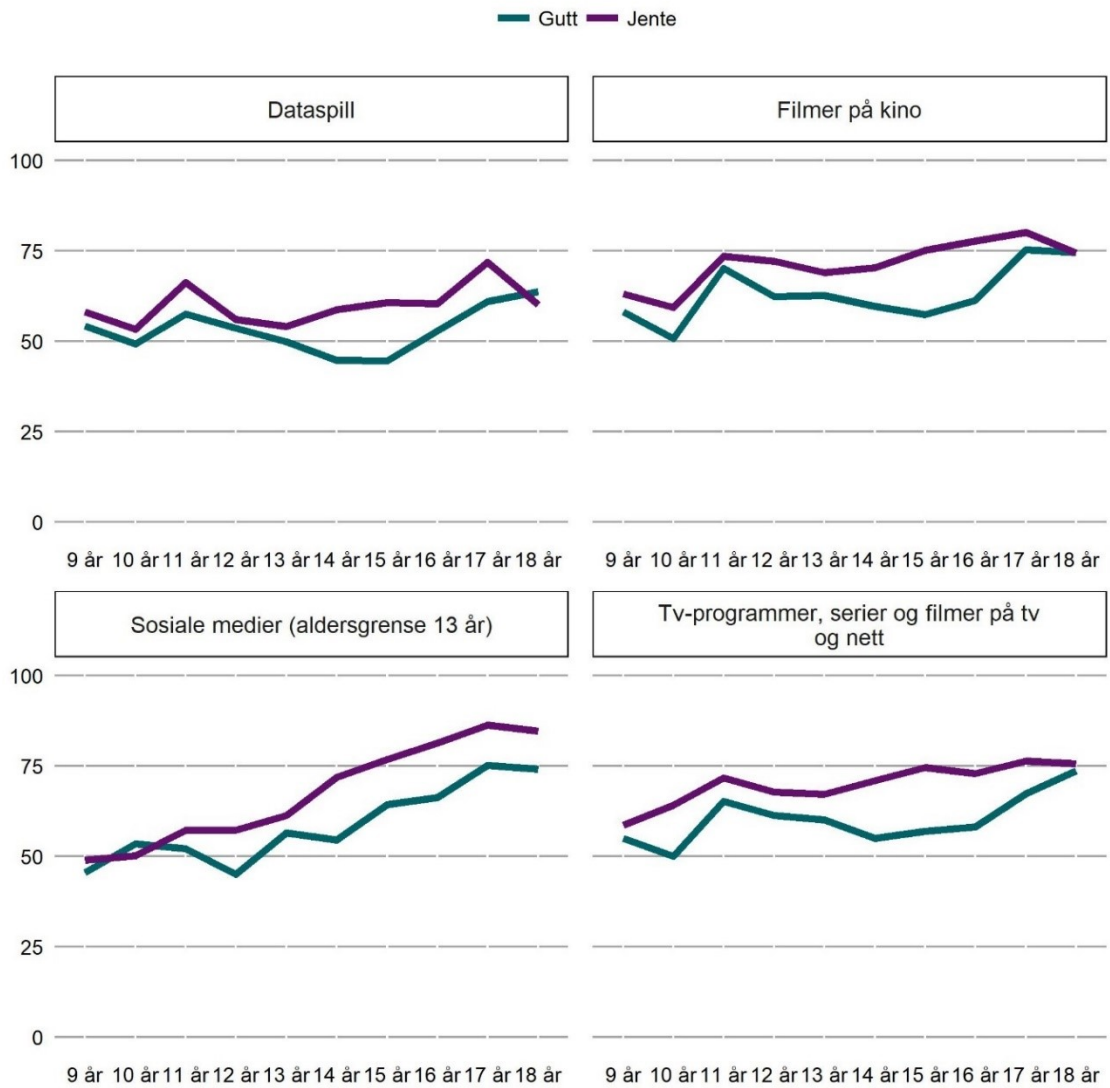 Gutt Jente
Dataspill
Filmer på kino
100
75
50
25
0
9 år 10 år 11 år 12 år 13 år 14 år 15 år 16 år 17 år 18 år
9 år 10 år 11 år 12 år 13 år 14 år 15 år 16 år 17 år 18 år
Sosiale medier (aldersgrense 13 år)
Tv-programmer, serier og filmer på tv
og nett
100
75
50
25
0
9 år 10 år 11 år 12 år 13 år 14 år 15 år 16 år 17 år 18 år
9 år 10 år 11 år 12 år 13 år 14 år 15 år 16 år 17 år 18 år